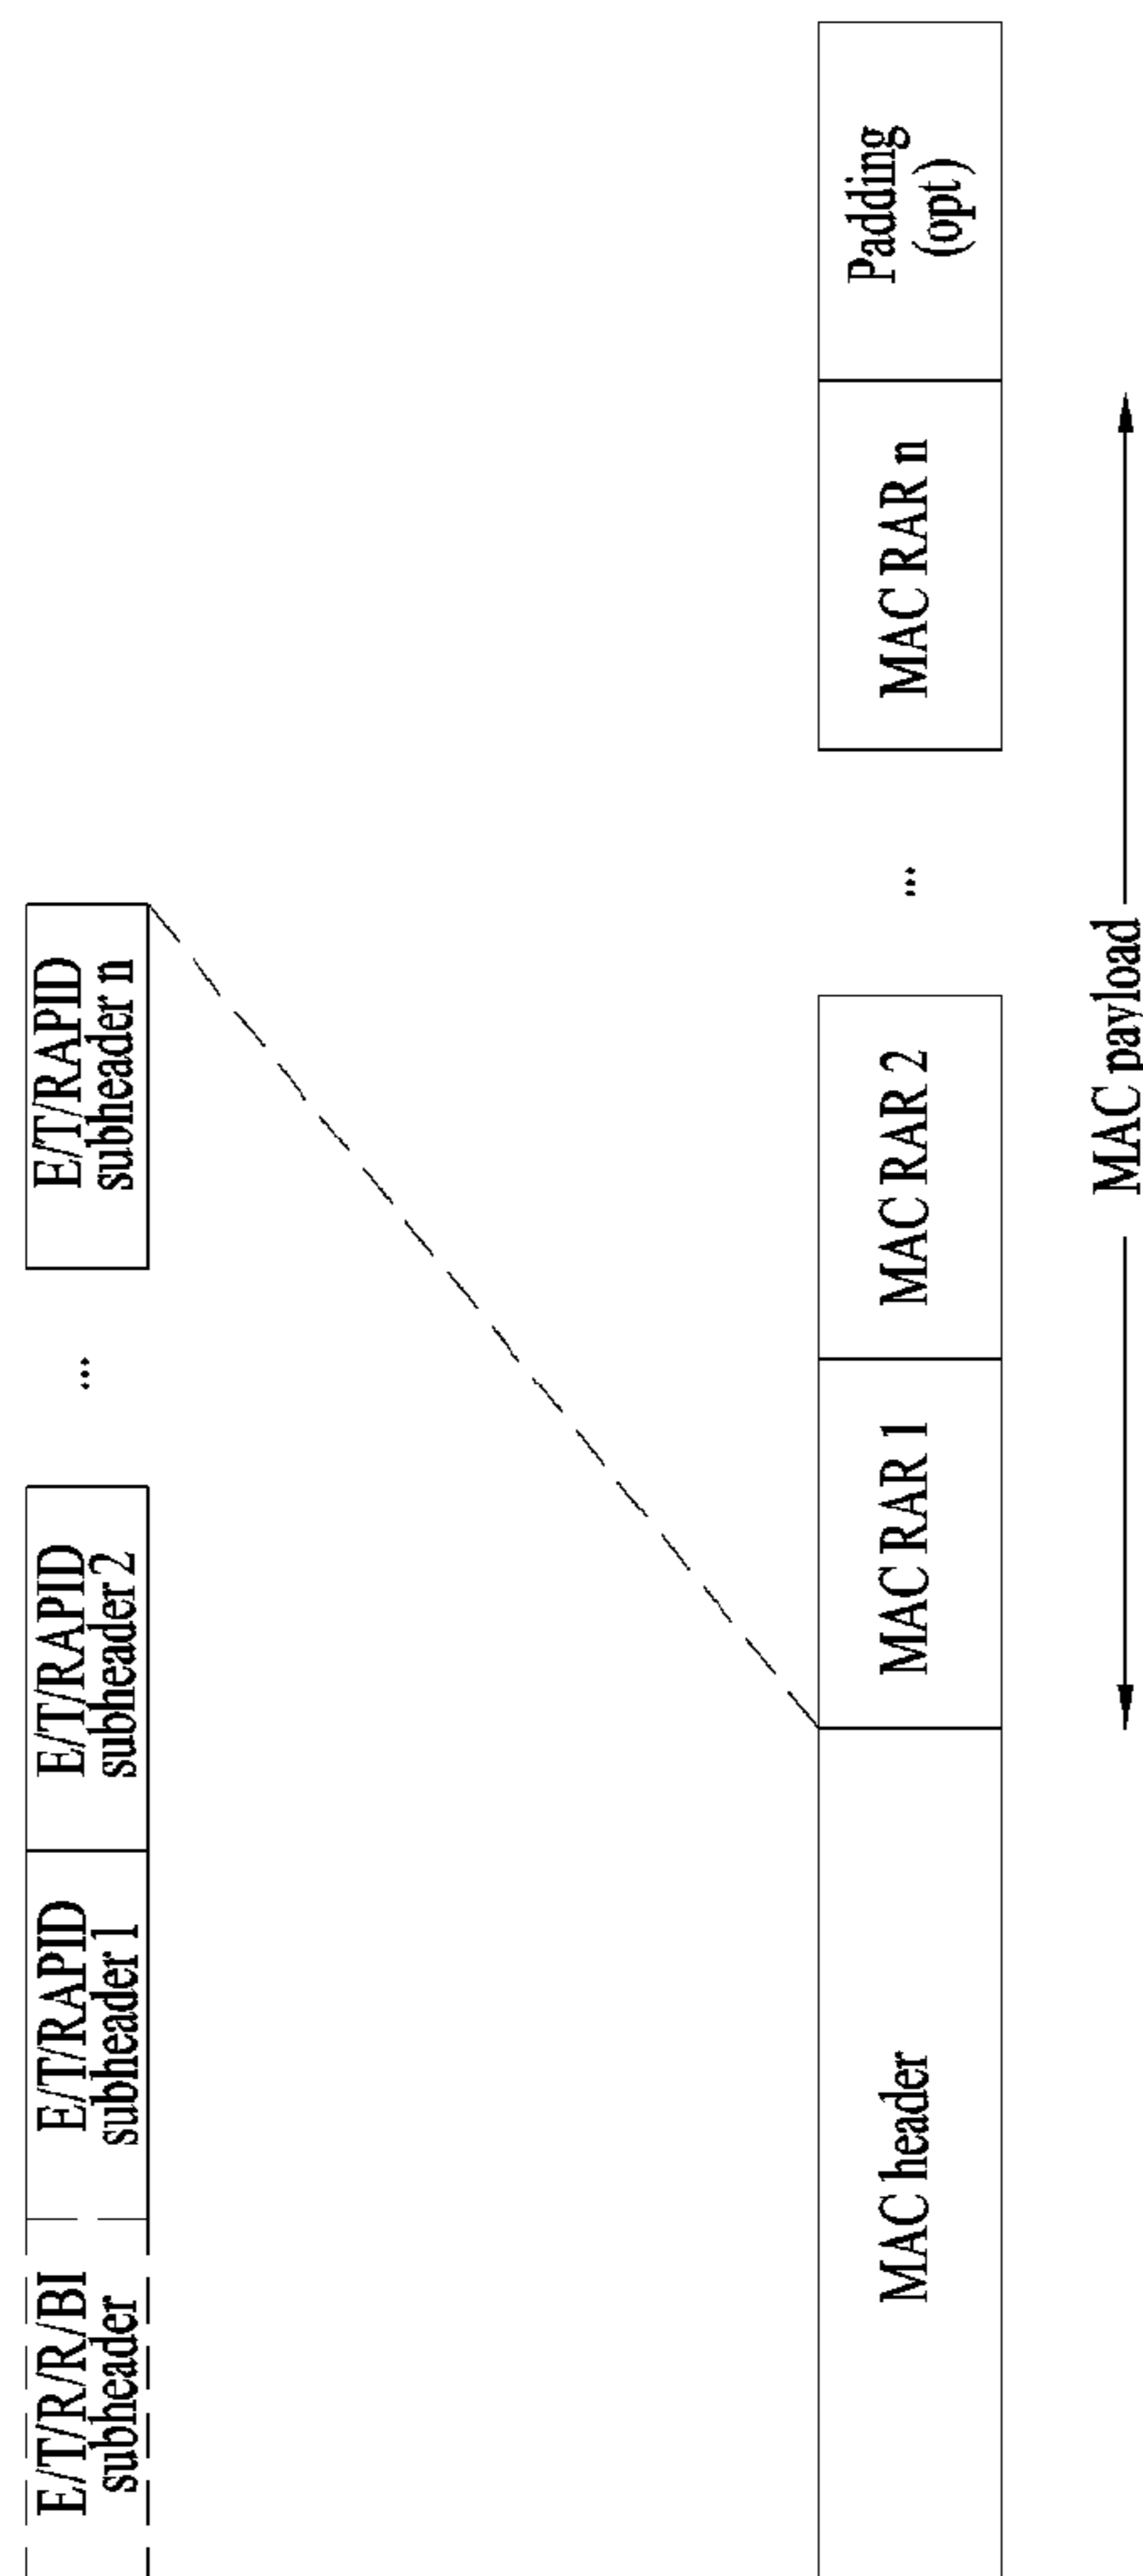 E/T/R/R/BI
subheader
E/T/RAPID
subheader 1
E/T/RAPID
subheader 2
...
E/T/RAPID
subheader n
MAC header
MAC RAR 1
MAC RAR 2
...
MAC RAR n
Padding
(opt)
MAC payload